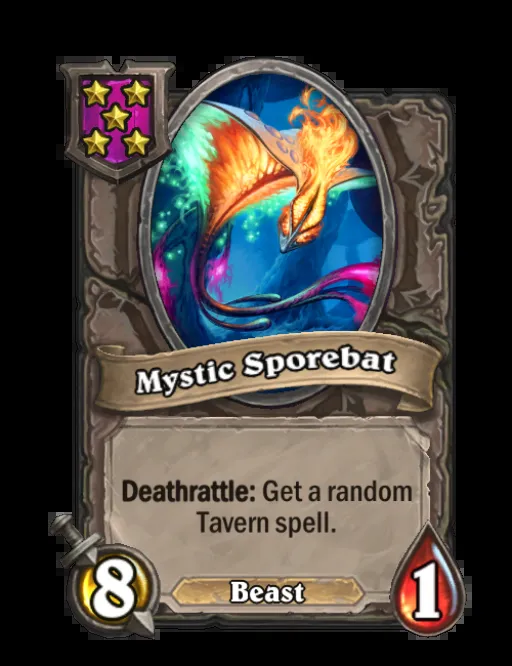 Mystic Sporebat
Deathrattle: Get a random
Tavern spell.
8
Beast
1